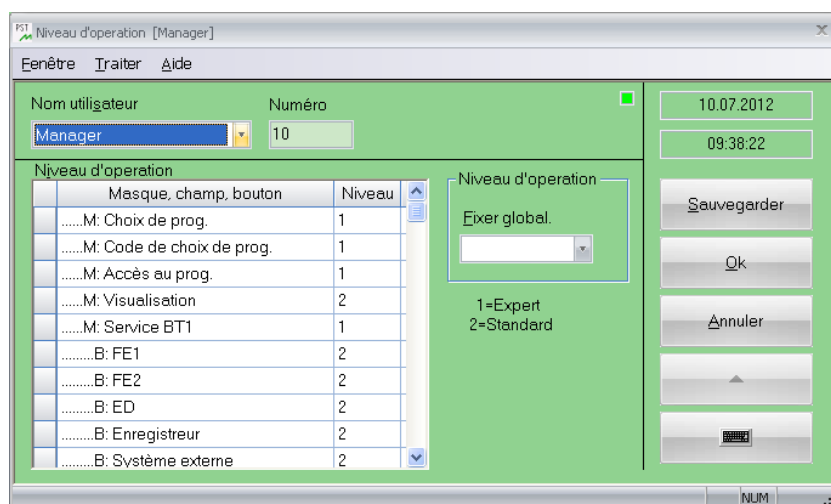 PST Niveau d'operation [Manager]
Fenêtre Traiter Aide
Nom utilisateur Numéro
Manager 10
10.07.2012
09:38:22
Niveau d'operation
Masque, champ, bouton Niveau
......M: Choix de prog. 1
......M: Code de choix de prog. 1
......M: Accès au prog. 1
......M: Visualisation 2
......M: Service BT1 1
........B: FE1 2
........B: FE2 2
........B: ED 2
........B: Enregistreur 2
........B: Système externe 2
Niveau d'operation
Fixer global.
1=Expert
2=Standard
Sauvegarder
Ok
Annuler
NUM